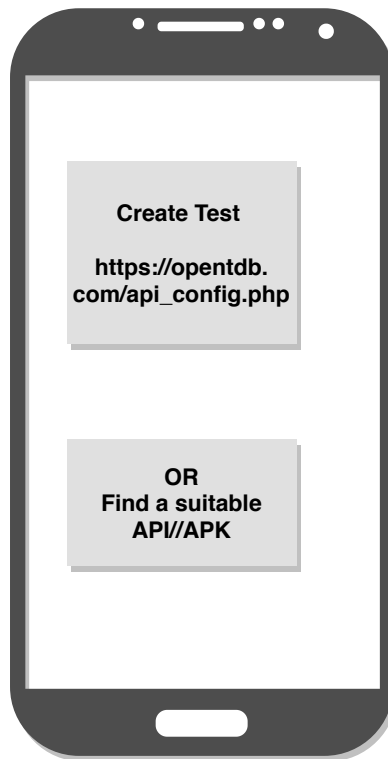 Create Test
https://opentdb.
com/api_config.php
OR
Find a suitable
API//APK